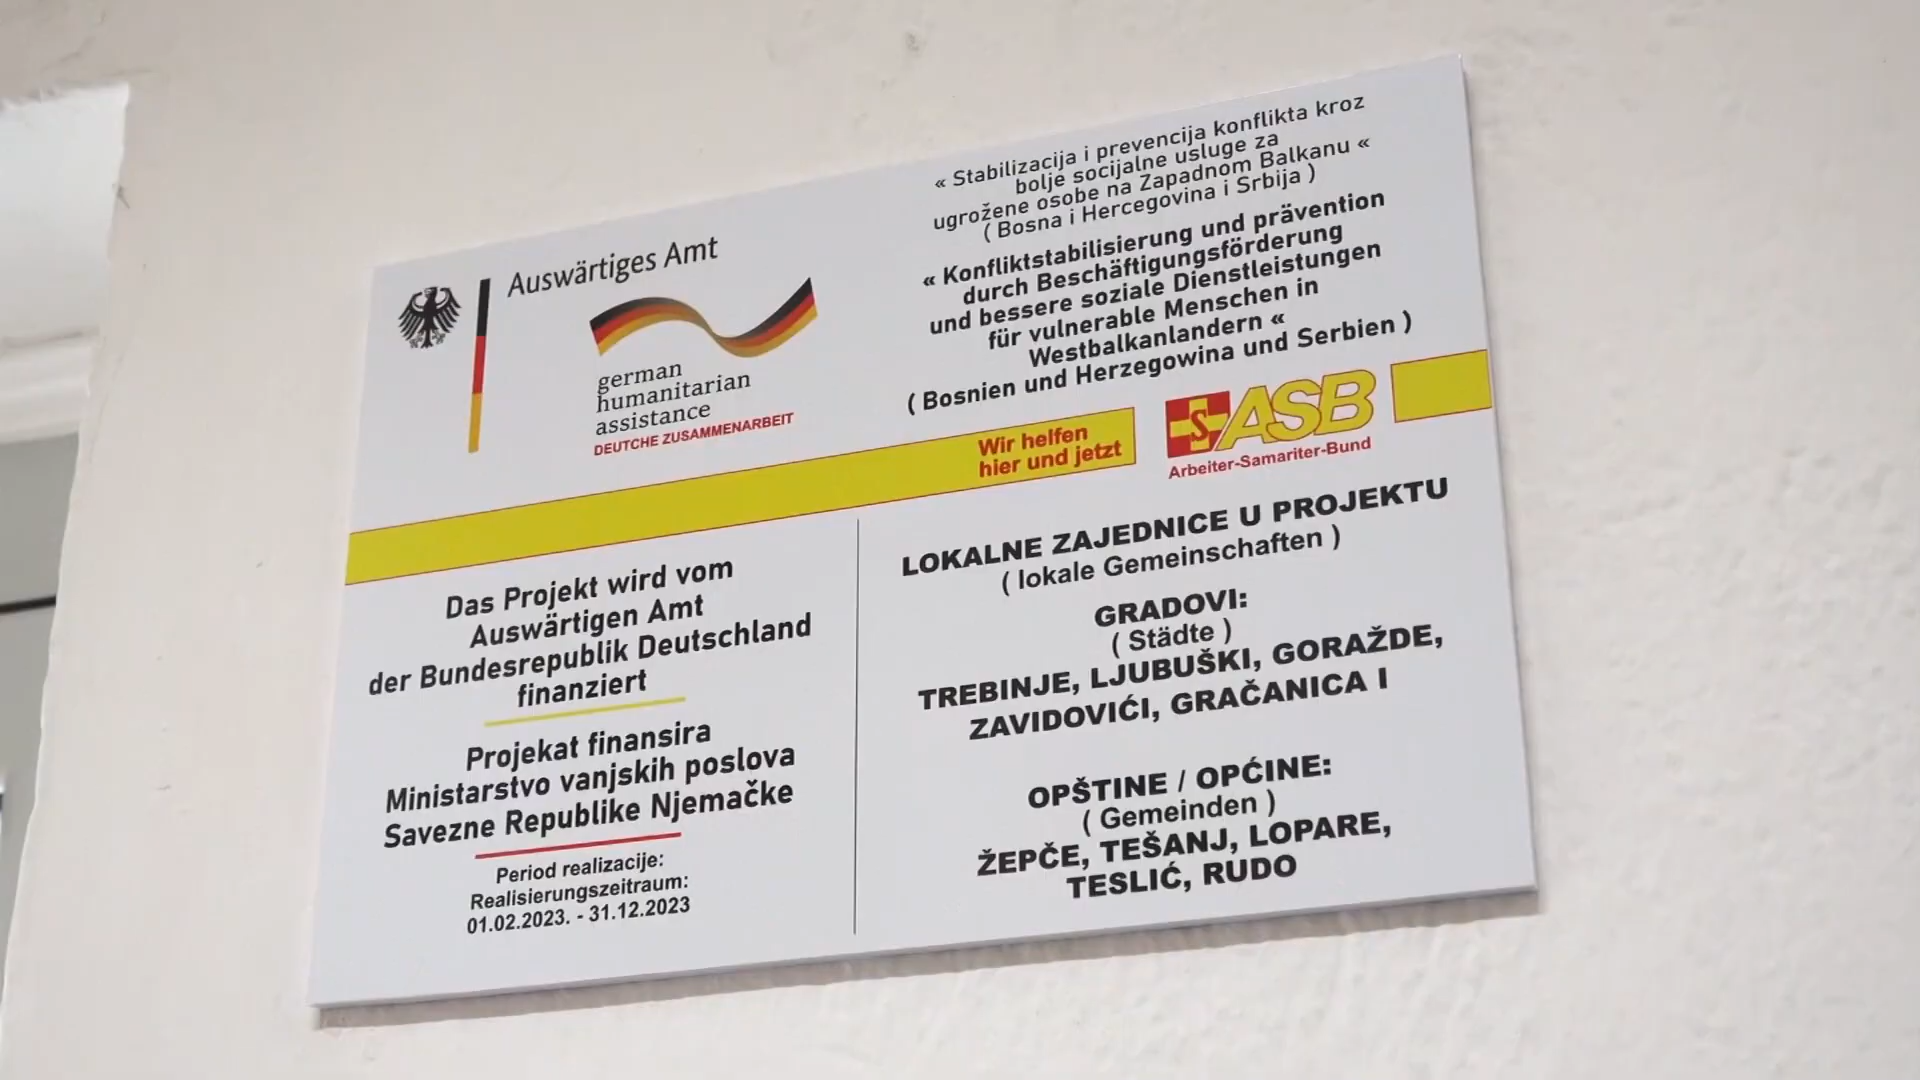 Auswärtiges Amt
german
humanitarian
assistance
DEUTCHE ZUSAMMENARBEIT
« Stabilizacija i prevencija konflikta kroz
bolje socijalne usluge za
ugrožene osobe na Zapadnom Balkanu «
( Bosna i Hercegovina i Srbija )
« Konfliktstabilisierung und prävention
durch Beschäftigungsförderung
und bessere soziale Dienstleistungen
für vulnerable Menschen in
Westbalkanlandern «
( Bosnien und Herzegowina und Serbien )
Wir helfen
hier und jetzt
S ASB
Arbeiter-Samariter-Bund
Das Projekt wird vom
Auswärtigen Amt
der Bundesrepublik Deutschland
finanziert
Projekat finansira
Ministarstvo vanjskih poslova
Savezne Republike Njemačke
Period realizacije:
Realisierungszeitraum:
01.02.2023. - 31.12.2023
LOKALNE ZAJEDNICE U PROJEKTU
( lokale Gemeinschaften )
GRADOVI:
( Städte )
TREBINJE, LJUBUŠKI, GORAŽDE,
ZAVIDOVIĆI, GRAČANICA I
OPŠTINE / OPĆINE:
( Gemeinden )
ŽEPČE, TEŠANJ, LOPARE,
TESLIĆ, RUDO